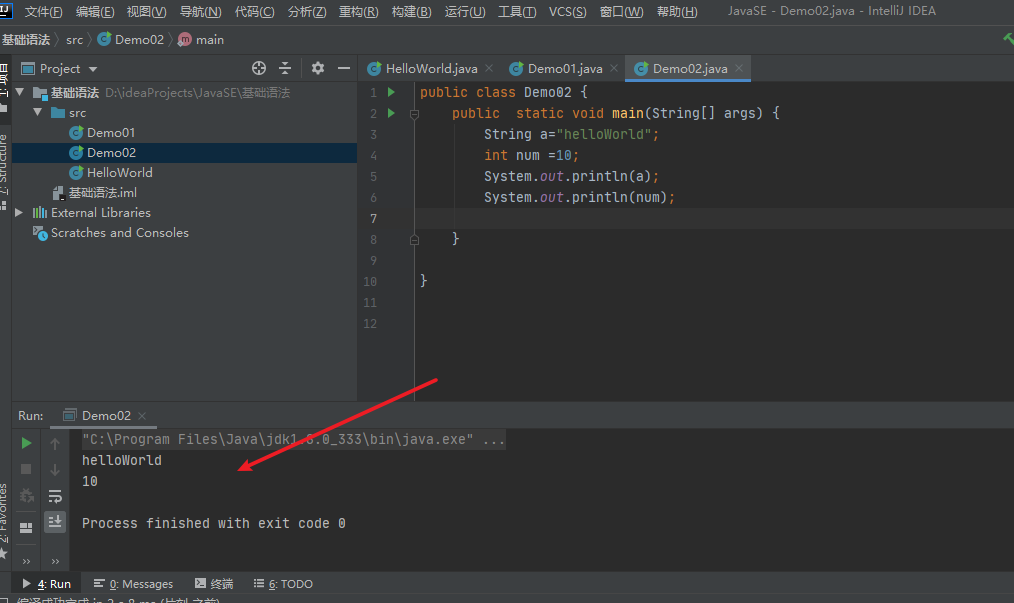 文件(F) 编辑(E) 视图(V) 导航(N) 代码(C) 分析(Z) 重构(R) 构建(B) 运行(U) 工具(T) VCS(S) 窗口(W) 帮助(H) JavaSE - Demo02.java - IntelliJ IDEA
基础语法 src Demo02 main
Project
HelloWorld.java Demo01.java Demo02.java
基础语法 D:\ideaProjects\JavaSE\基础语法
src
Demo01
Demo02
HelloWorld
基础语法.iml
External Libraries
Scratches and Consoles
1 public class Demo02 {
2 public static void main(String[] args) {
3 String a="helloWorld";
4 int num =10;
5 System.out.println(a);
6 System.out.println(num);
7
8 }
9
10 }
11
12
Z: Structure
2: Favorites
Run: Demo02
"C:\Program Files\Java\jdk1.8.0_333\bin\java.exe" ...
helloWorld
10
Process finished with exit code 0
4: Run 0: Messages 终端 6: TODO